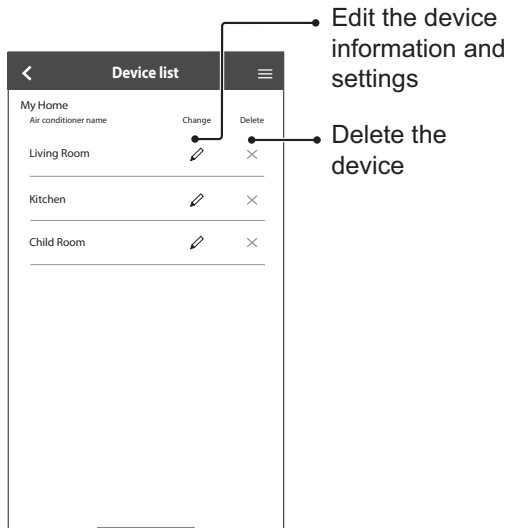 Edit the device
information and
settings
Device list
My Home
Air conditioner name Change Delete
Delete the
device
Living Room
Kitchen
Child Room